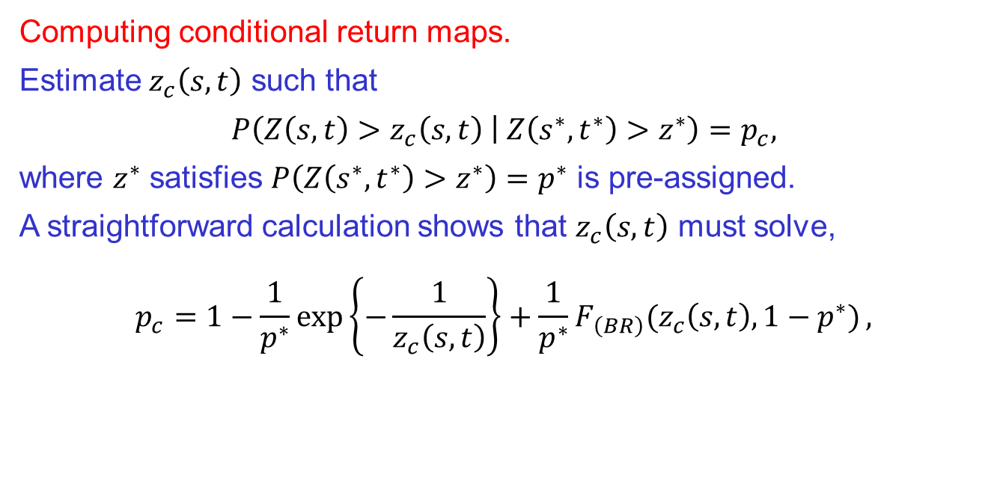 Computing conditional return maps.
Estimate $z_c(s,t)$ such that
$P(Z(s,t) > z_c(s,t) \mid Z(s^*,t^*) > z^*) = p_c,$
where $z^*$ satisfies $P(Z(s^*,t^*) > z^*) = p^*$ is pre-assigned.
A straightforward calculation shows that $z_c(s,t)$ must solve,
$p_c = 1 - \frac{1}{p^*} \exp\left\{-\frac{1}{z_c(s,t)}\right\} + \frac{1}{p^*} F_{(BR)}(z_c(s,t), 1 - p^*),$